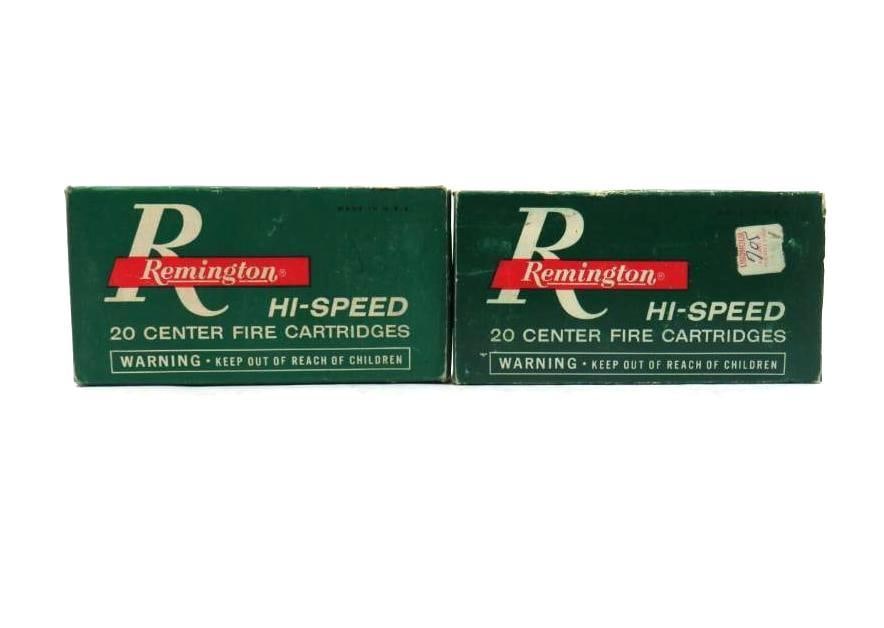 MADE IN U.S.A.
R
Remington®
HI-SPEED
20 CENTER FIRE CARTRIDGES
WARNING · KEEP OUT OF REACH OF CHILDREN
R
Remington®
HI-SPEED
20 CENTER FIRE CARTRIDGES
WARNING · KEEP OUT OF REACH OF CHILDREN